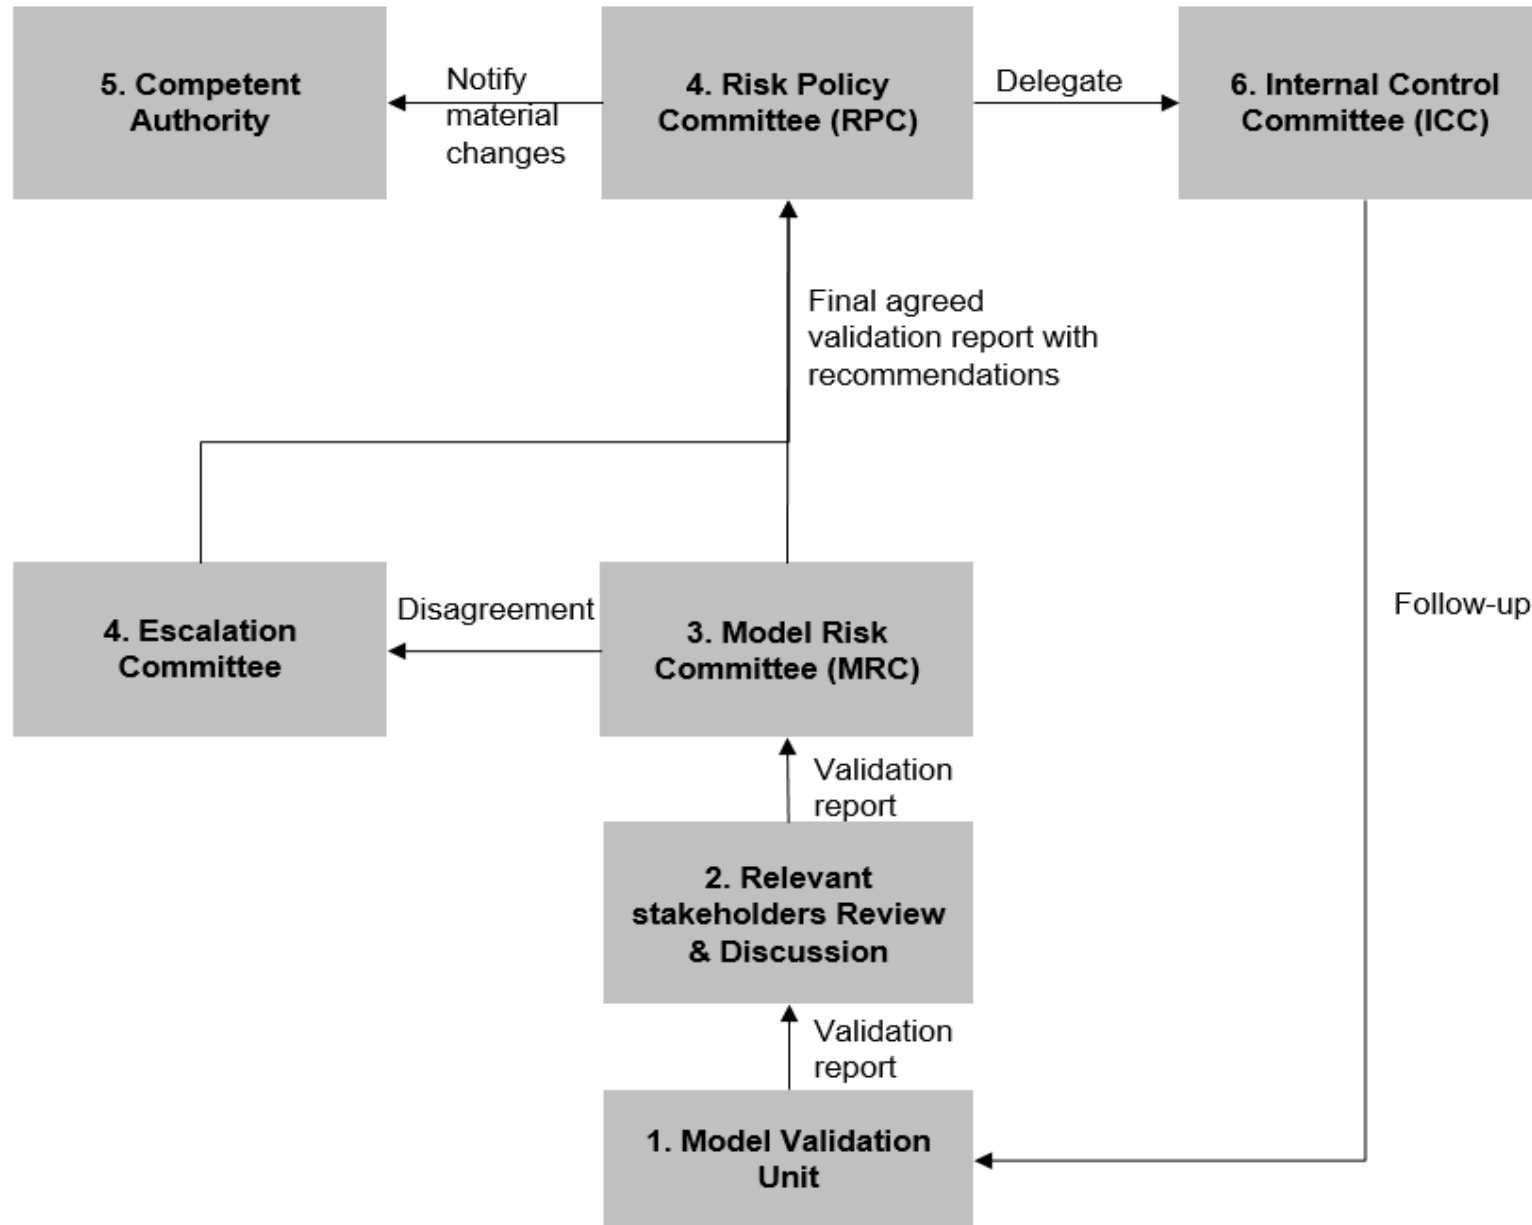 5. Competent
Authority
Notify
material
changes
4. Risk Policy
Committee (RPC)
Delegate
6. Internal Control
Committee (ICC)
Final agreed
validation report with
recommendations
Follow-up
4. Escalation
Committee
Disagreement
3. Model Risk
Committee (MRC)
Validation
report
2. Relevant
stakeholders Review
& Discussion
Validation
report
1. Model Validation
Unit